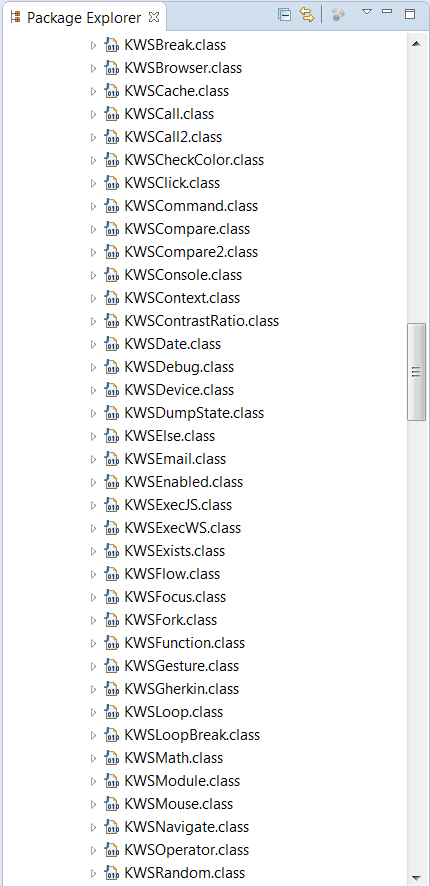 Package Explorer
KWSBreak.class
KWSBrowser.class
KWSCache.class
KWSCall.class
KWSCall2.class
KWSCheckColor.class
KWSClick.class
KWSCommand.class
KWSCompare.class
KWSCompare2.class
KWSConsole.class
KWSContext.class
KWSContrastRatio.class
KWSDate.class
KWSDebug.class
KWSDevice.class
KWSDumpState.class
KWSElse.class
KWSEmail.class
KWSEnabled.class
KWSExecJS.class
KWSExecWS.class
KWSExists.class
KWSFlow.class
KWSFocus.class
KWSFork.class
KWSFunction.class
KWSGesture.class
KWSGherkin.class
KWSLoop.class
KWSLoopBreak.class
KWSMath.class
KWSModule.class
KWSMouse.class
KWSNavigate.class
KWSOperator.class
KWSRandom.class